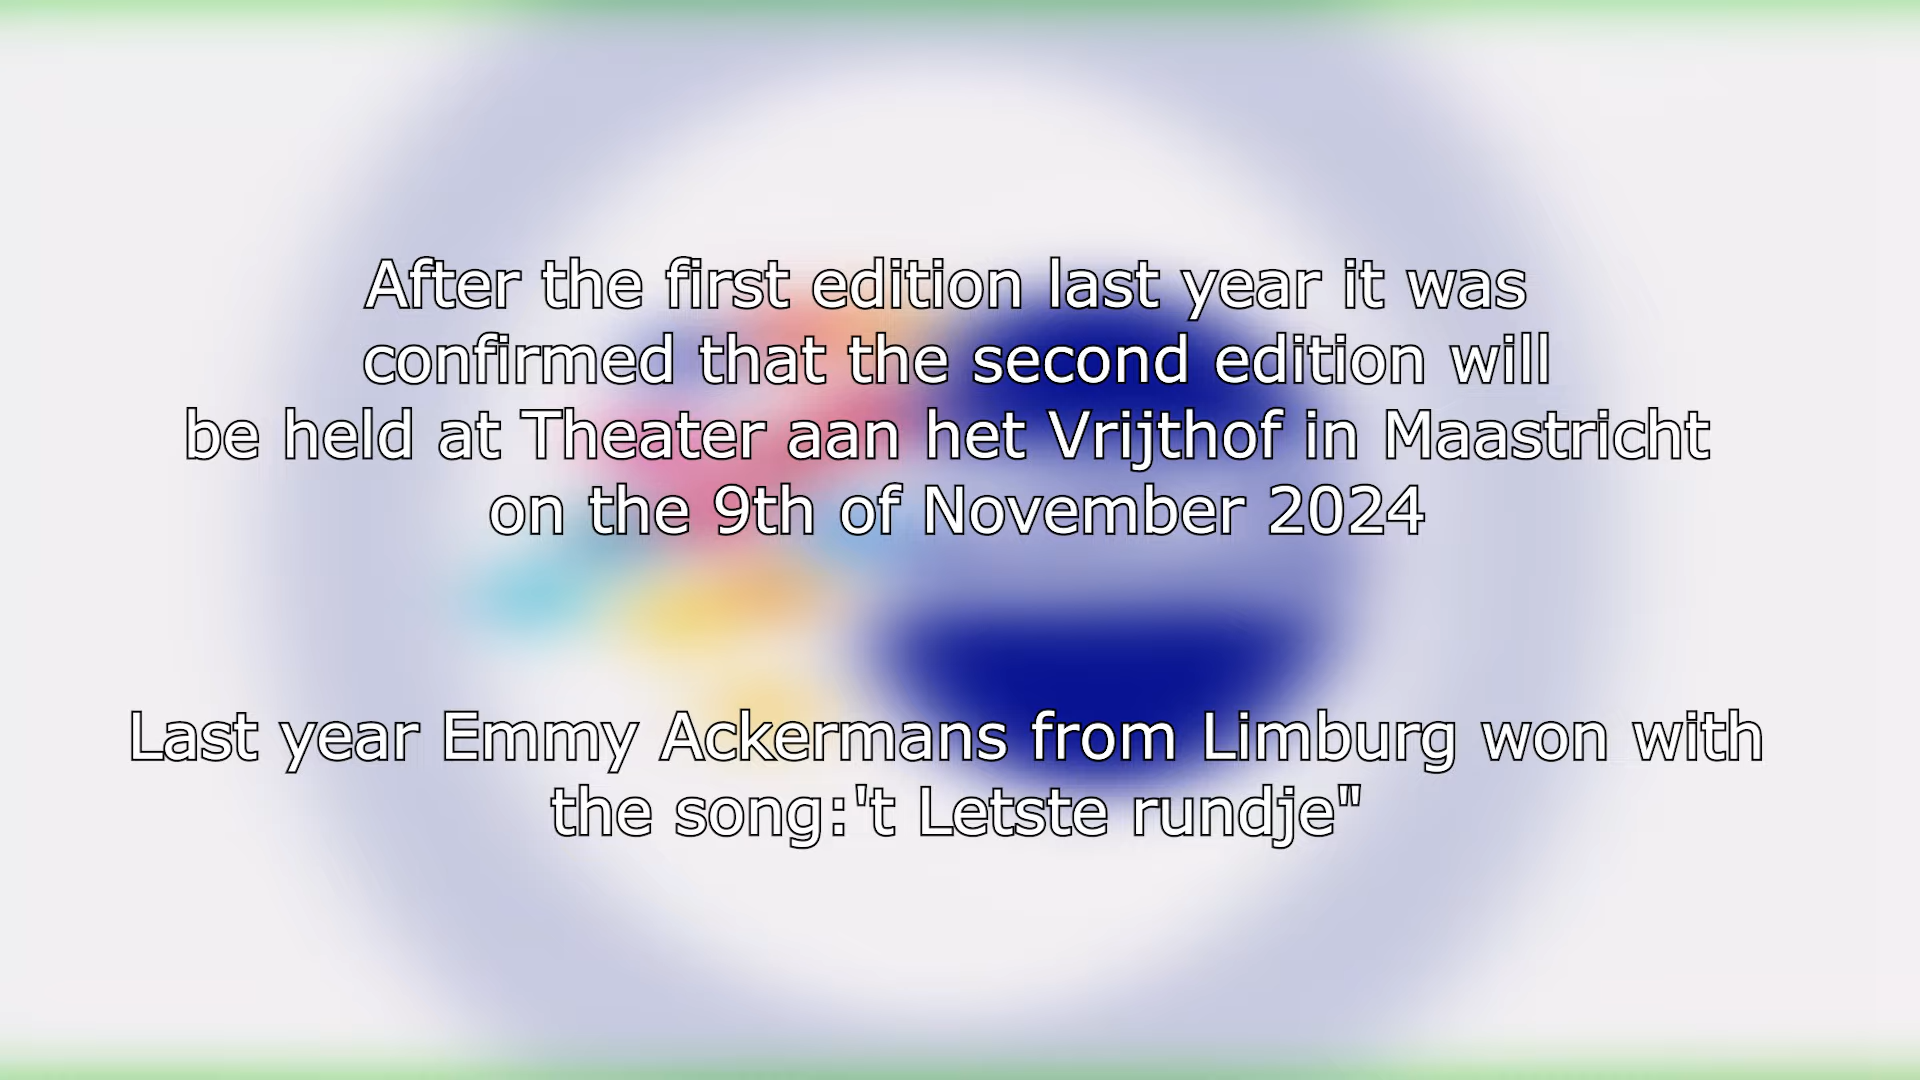 After the first edition last year it was
confirmed that the second edition will
be held at Theater aan het Vrijthof in Maastricht
on the 9th of November 2024
Last year Emmy Ackermans from Limburg won with
the song:'t Letste rundje"